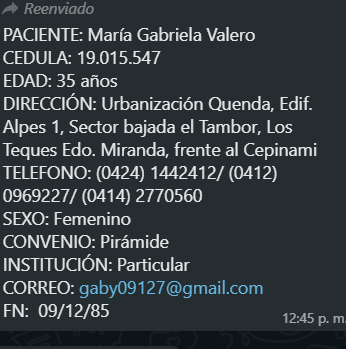 Reenviado
PACIENTE: María Gabriela Valero
CEDULA: 19.015.547
EDAD: 35 años
DIRECCIÓN: Urbanización Quenda, Edif.
Alpes 1, Sector bajada el Tambor, Los
Teques Edo. Miranda, frente al Cepinami
TELEFONO: (0424) 1442412/ (0412)
0969227/ (0414) 2770560
SEXO: Femenino
CONVENIO: Pirámide
INSTITUCIÓN: Particular
CORREO: gaby09127@gmail.com
FN:  09/12/85
12:45 p. m.